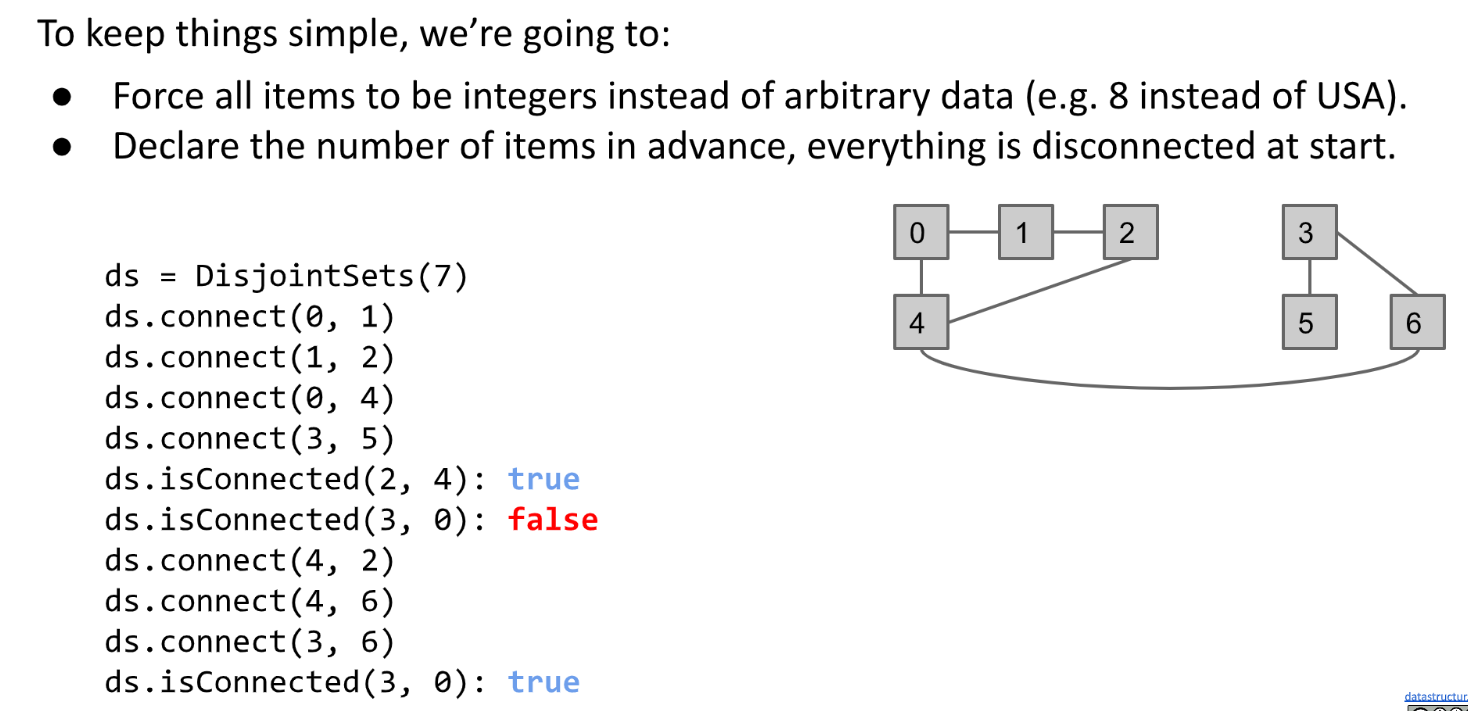 To keep things simple, we're going to:
● Force all items to be integers instead of arbitrary data (e.g. 8 instead of USA).
● Declare the number of items in advance, everything is disconnected at start.
0 1 2 3
4 5 6
ds = DisjointSets(7)
ds.connect(0, 1)
ds.connect(1, 2)
ds.connect(0, 4)
ds.connect(3, 5)
ds.isConnected(2, 4): true
ds.isConnected(3, 0): false
ds.connect(4, 2)
ds.connect(4, 6)
ds.connect(3, 6)
ds.isConnected(3, 0): true
datastructur